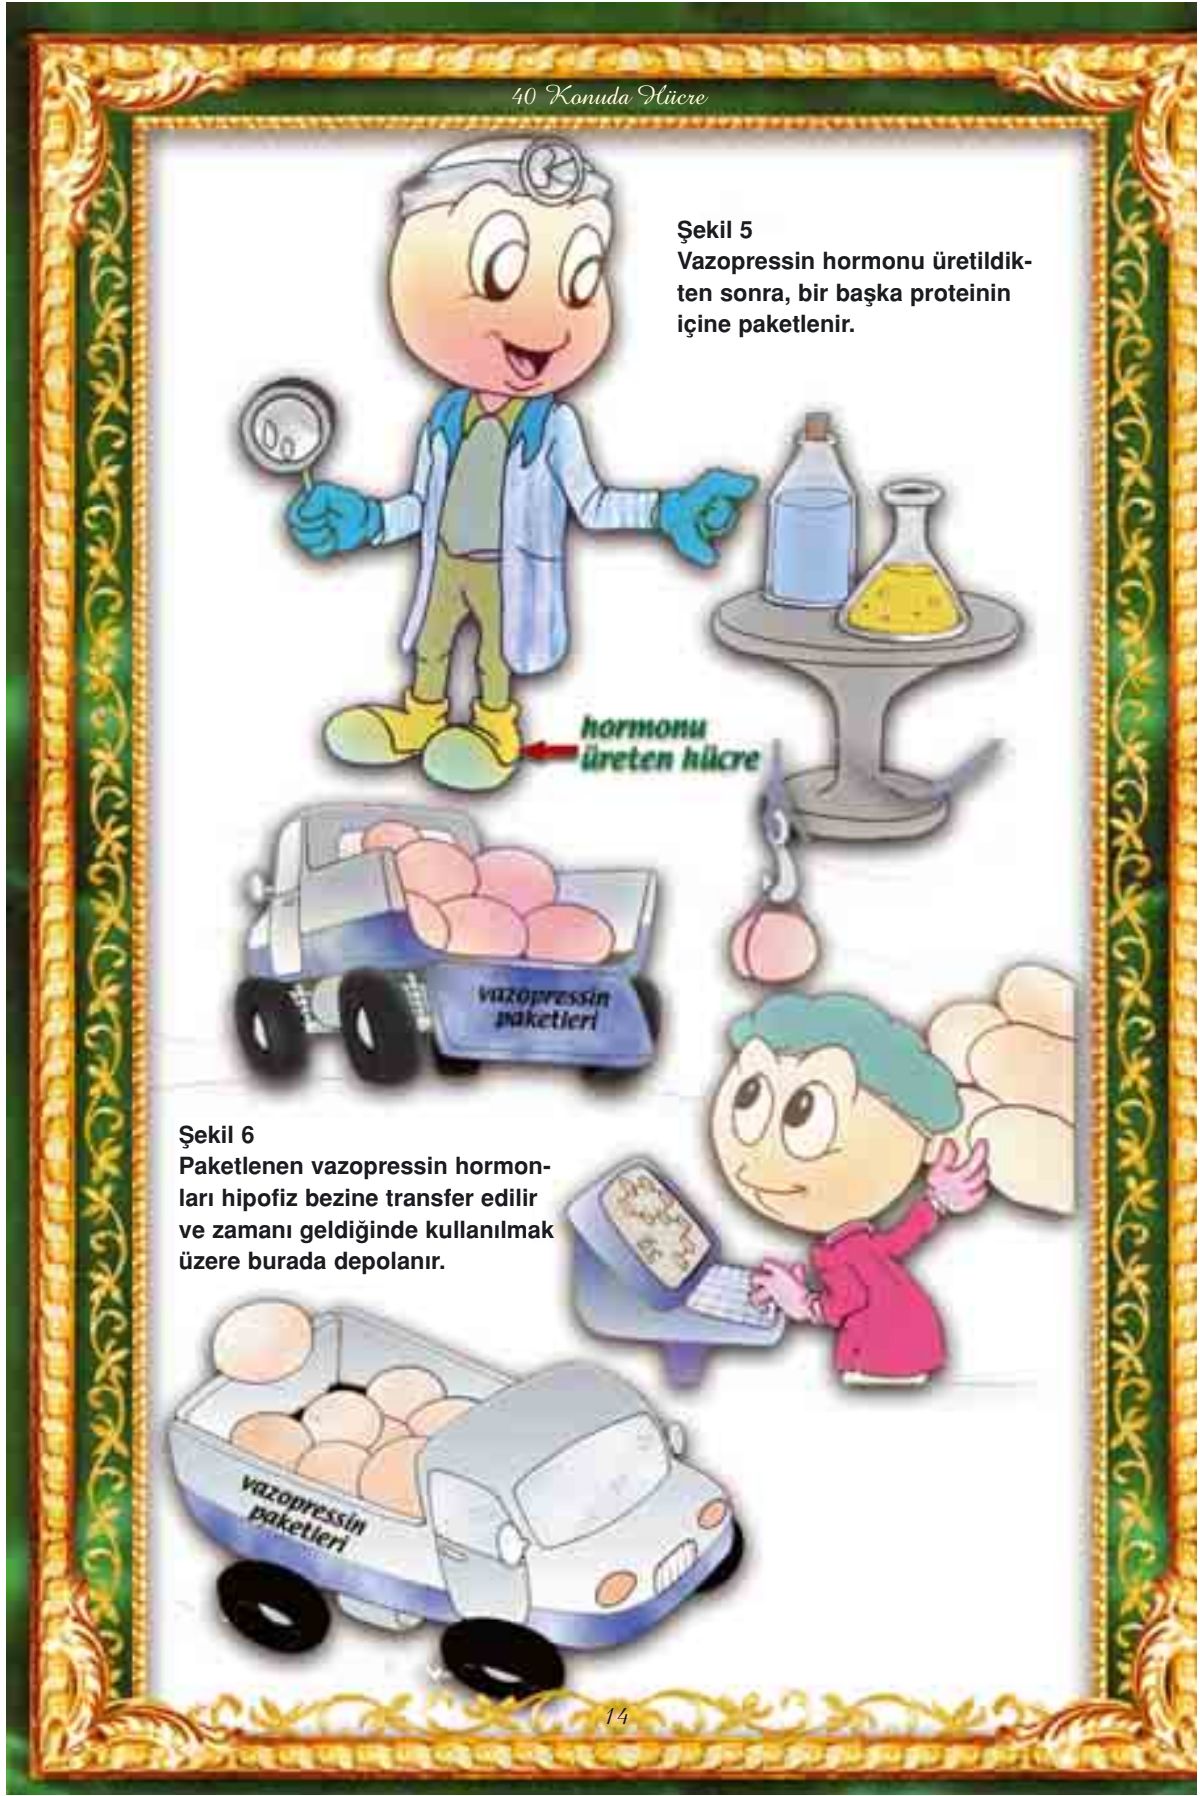 40 Konuda Hücre
Şekil 5
Vazopressin hormonu üretildik-
ten sonra, bir başka proteinin
içine paketlenir.
hormonu
üreten hücre
vazopressin
paketleri
Şekil 6
Paketlenen vazopressin hormon-
ları hipofiz bezine transfer edilir
ve zamanı geldiğinde kullanılmak
üzere burada depolanır.
vazopressin
paketleri
14